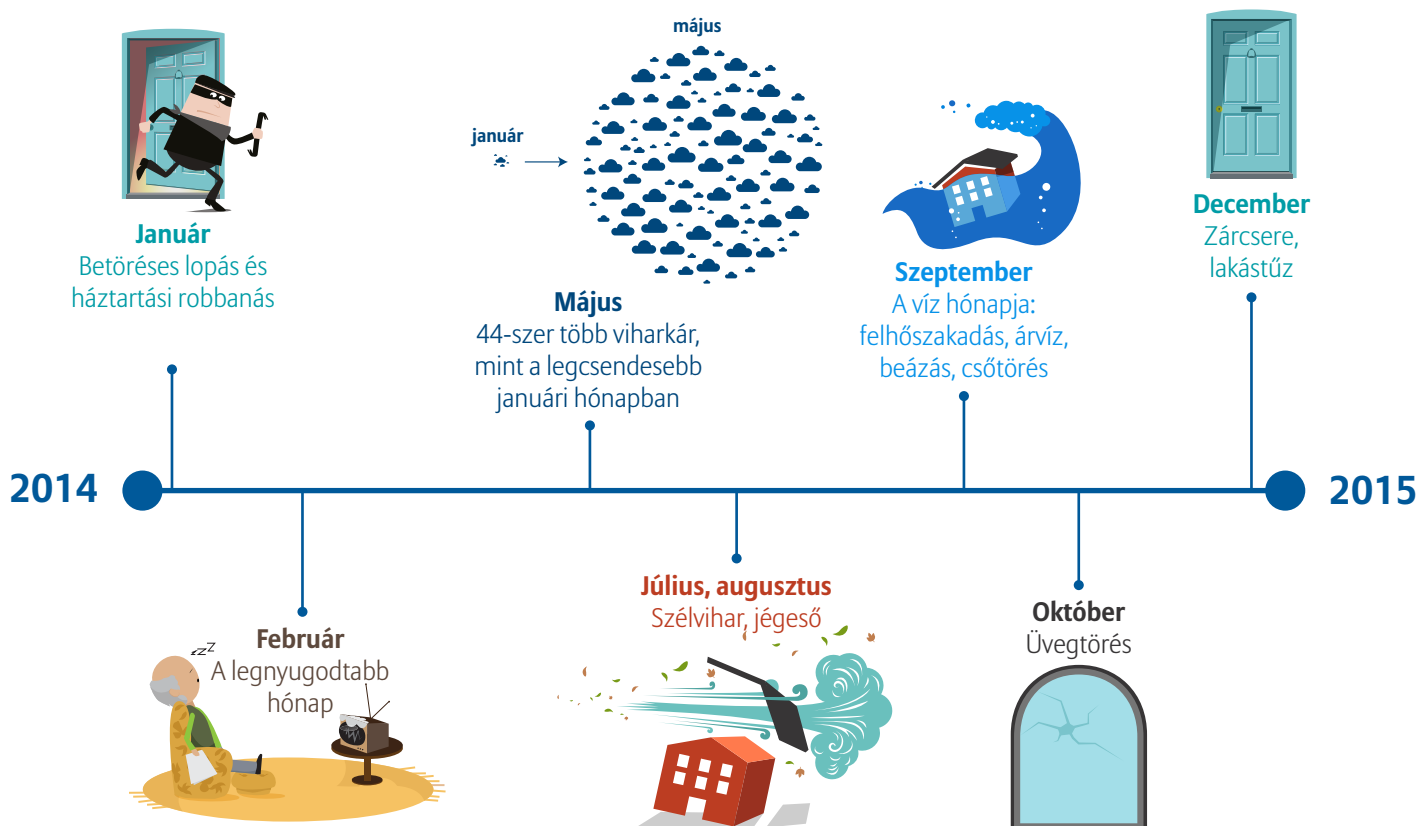 május
január
Január
Betöréses lopás és
háztartási robbanás
Május
44-szer több viharkár,
mint a legcsendesebb
januári hónapban
Szeptember
A víz hónapja:
felhőszakadás, árvíz,
beázás, csőtörés
December
Zárcsere,
lakástűz
2014
2015
zzZ
Február
A legnyugodtabb
hónap
Július, augusztus
Szélvihar, jégeső
Október
Üvegtörés